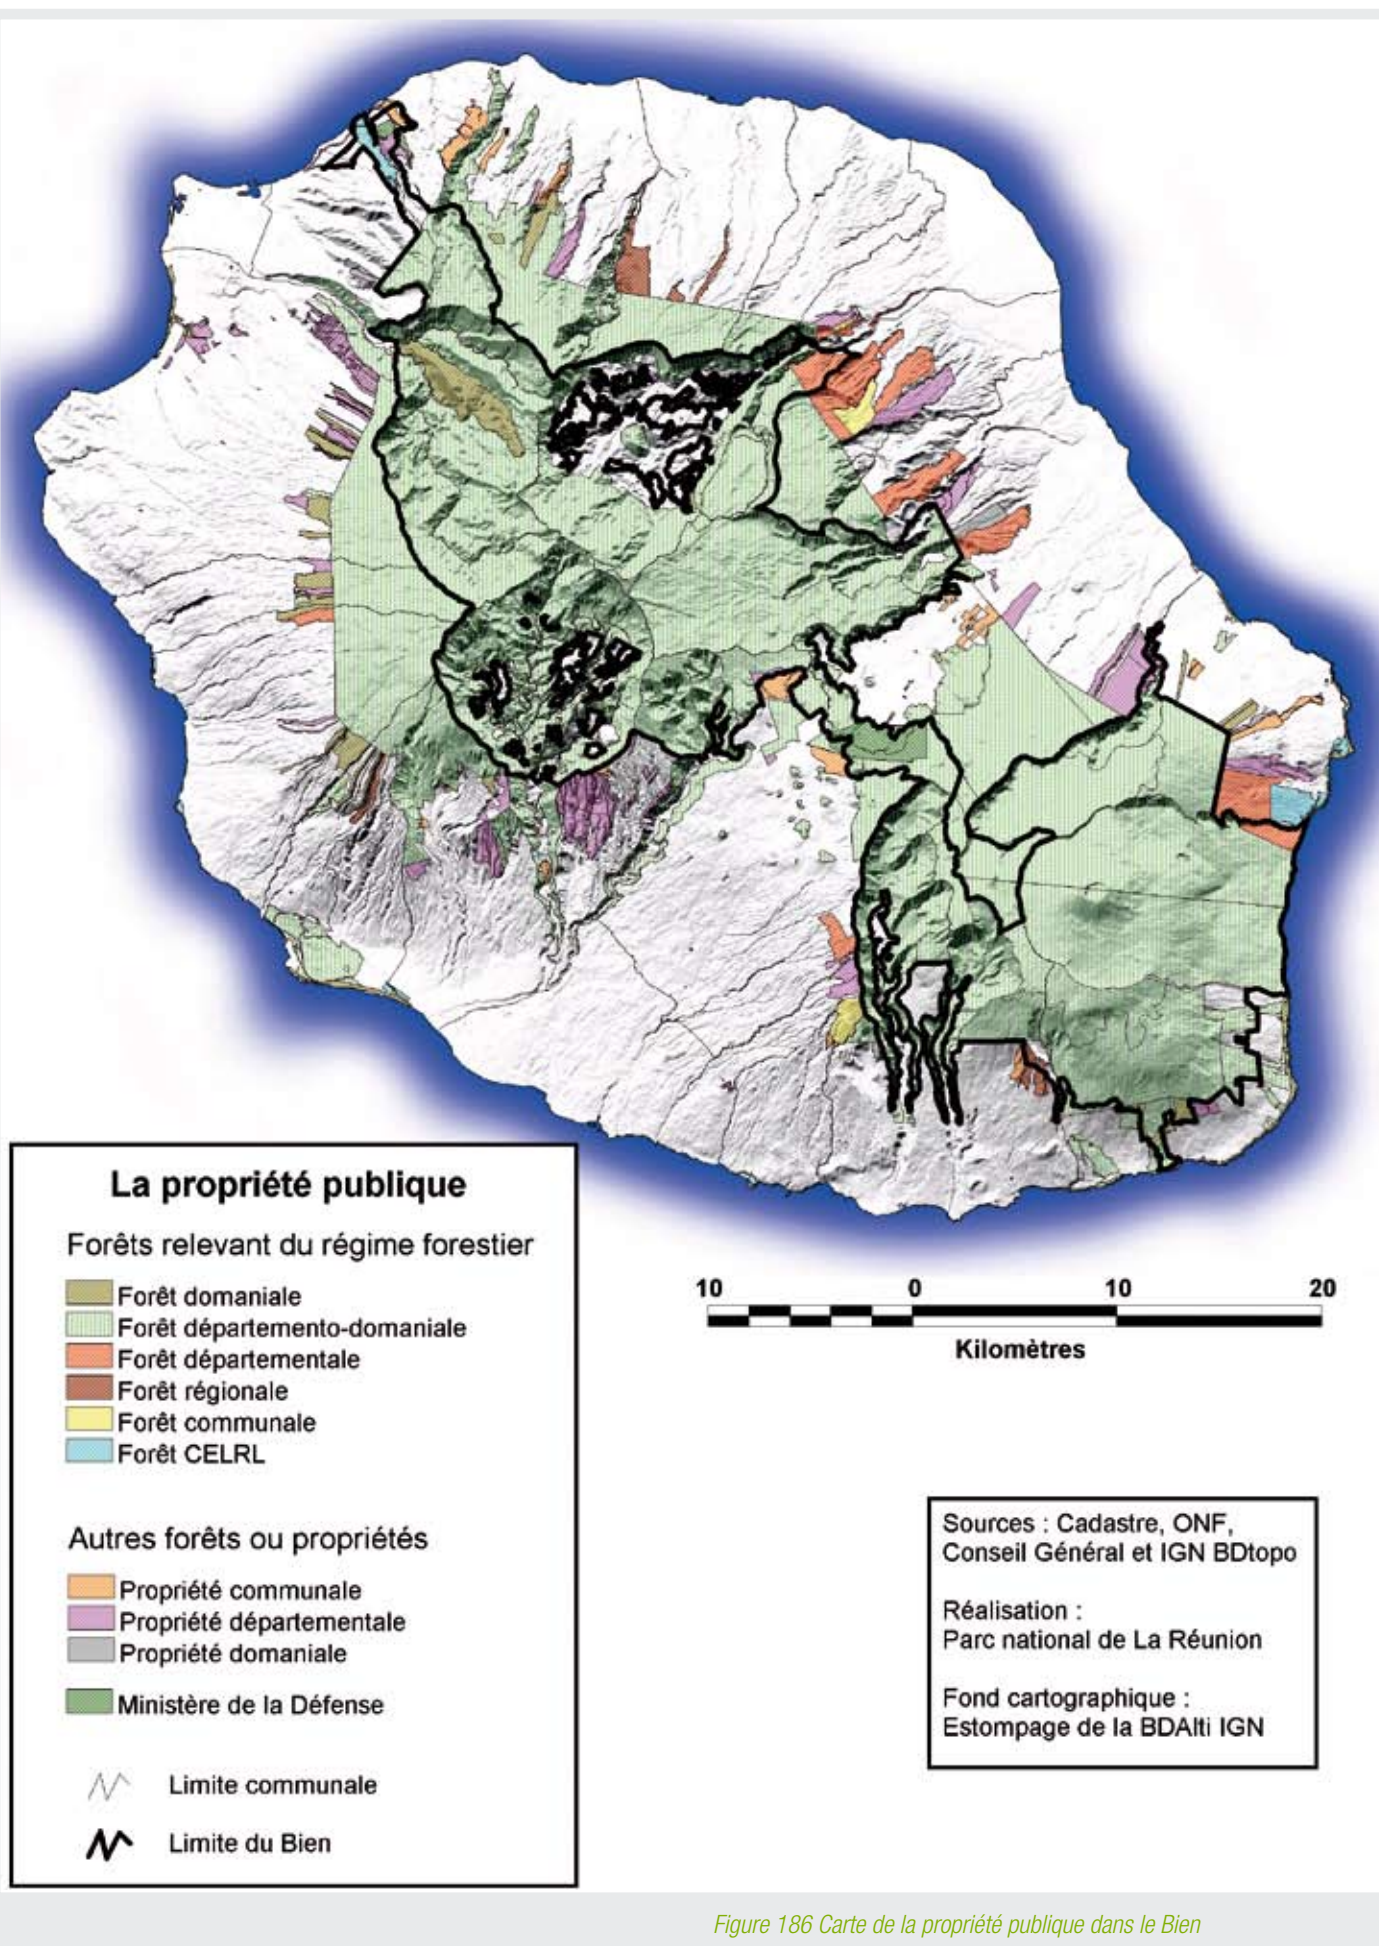 La propriété publique
Forêts relevant du régime forestier
Forêt domaniale
Forêt départemento-domaniale
Forêt départementale
Forêt régionale
Forêt communale
Forêt CELRL
Autres forêts ou propriétés
Propriété communale
Propriété départementale
Propriété domaniale
Ministère de la Défense
Limite communale
Limite du Bien
10 0 10 20
Kilomètres
Sources : Cadastre, ONF,
Conseil Général et IGN BDtopo
Réalisation :
Parc national de La Réunion
Fond cartographique :
Estompage de la BDAlti IGN
Figure 186 Carte de la propriété publique dans le Bien